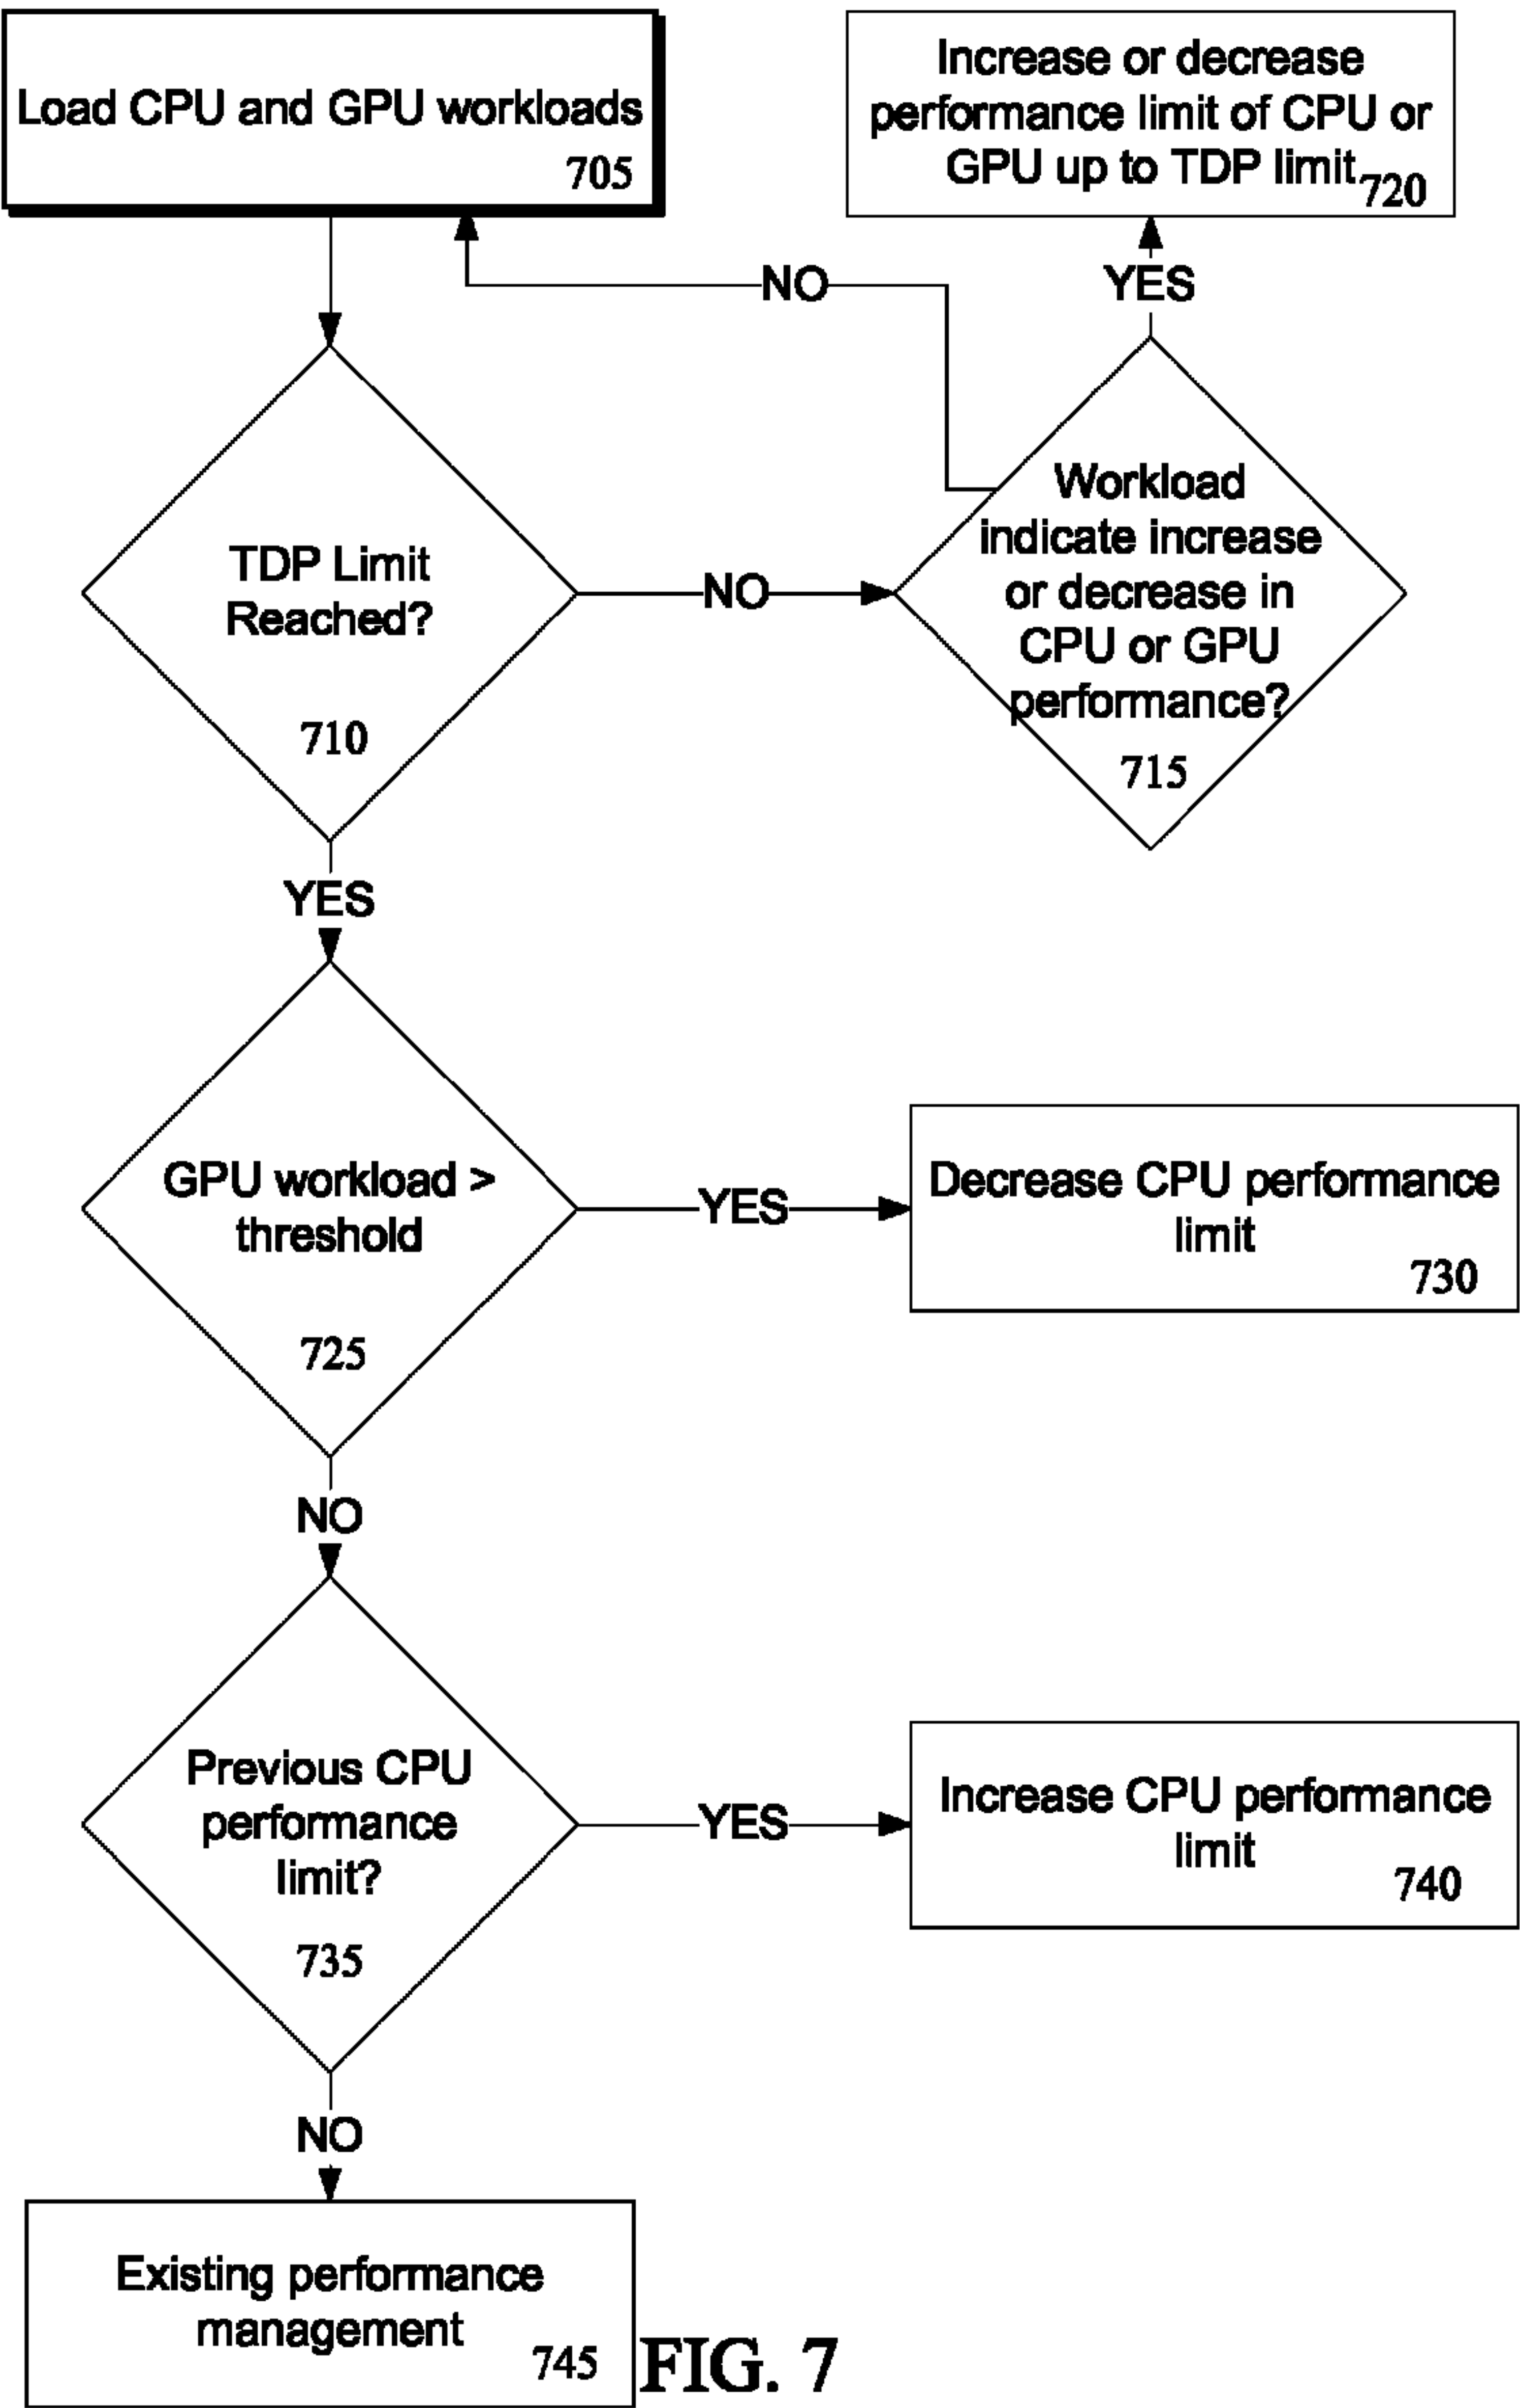 Load CPU and GPU workloads
705
Increase or decrease
performance limit of CPU or
GPU up to TDP limit
720
NO
YES
TDP Limit
Reached?
710
NO
Workload
indicate increase
or decrease in
CPU or GPU
performance?
715
YES
GPU workload >
threshold
725
YES
Decrease CPU performance
limit
730
NO
Previous CPU
performance
limit?
735
YES
Increase CPU performance
limit
740
NO
Existing performance
management
745
FIG. 7